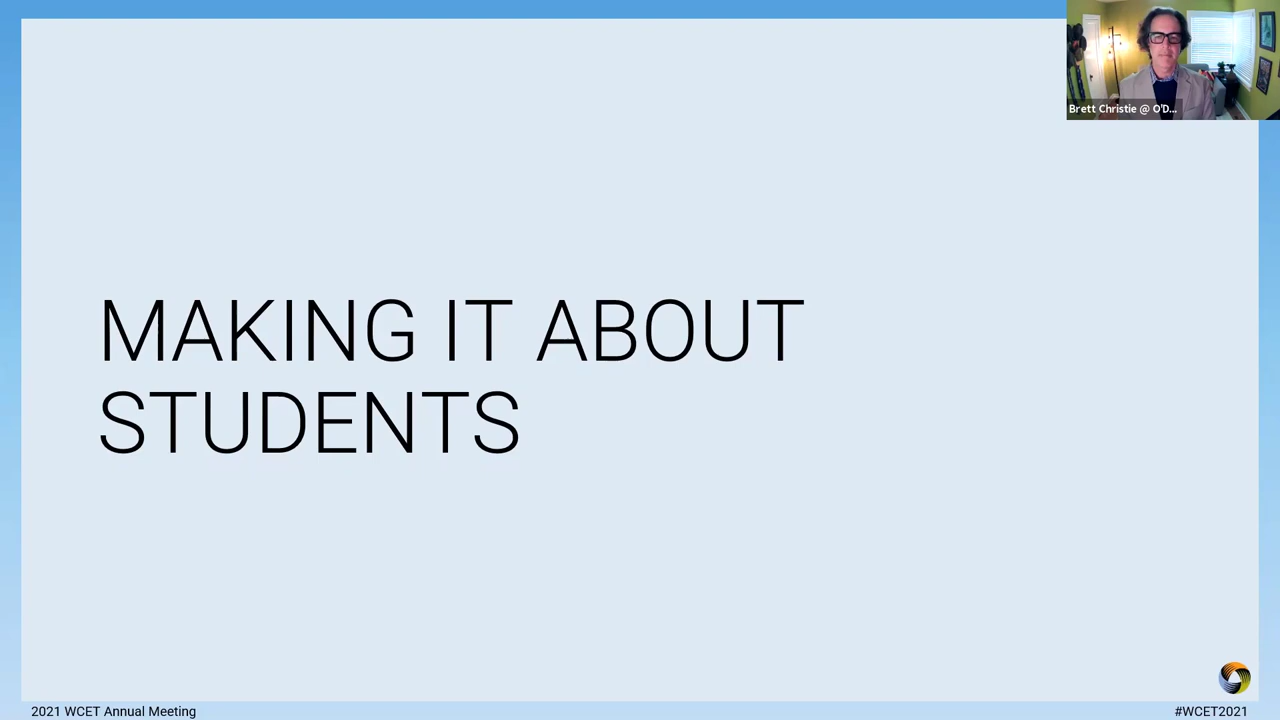 Brett Christie @ O'D...
MAKING IT ABOUT
STUDENTS
2021 WCET Annual Meeting
#WCET2021